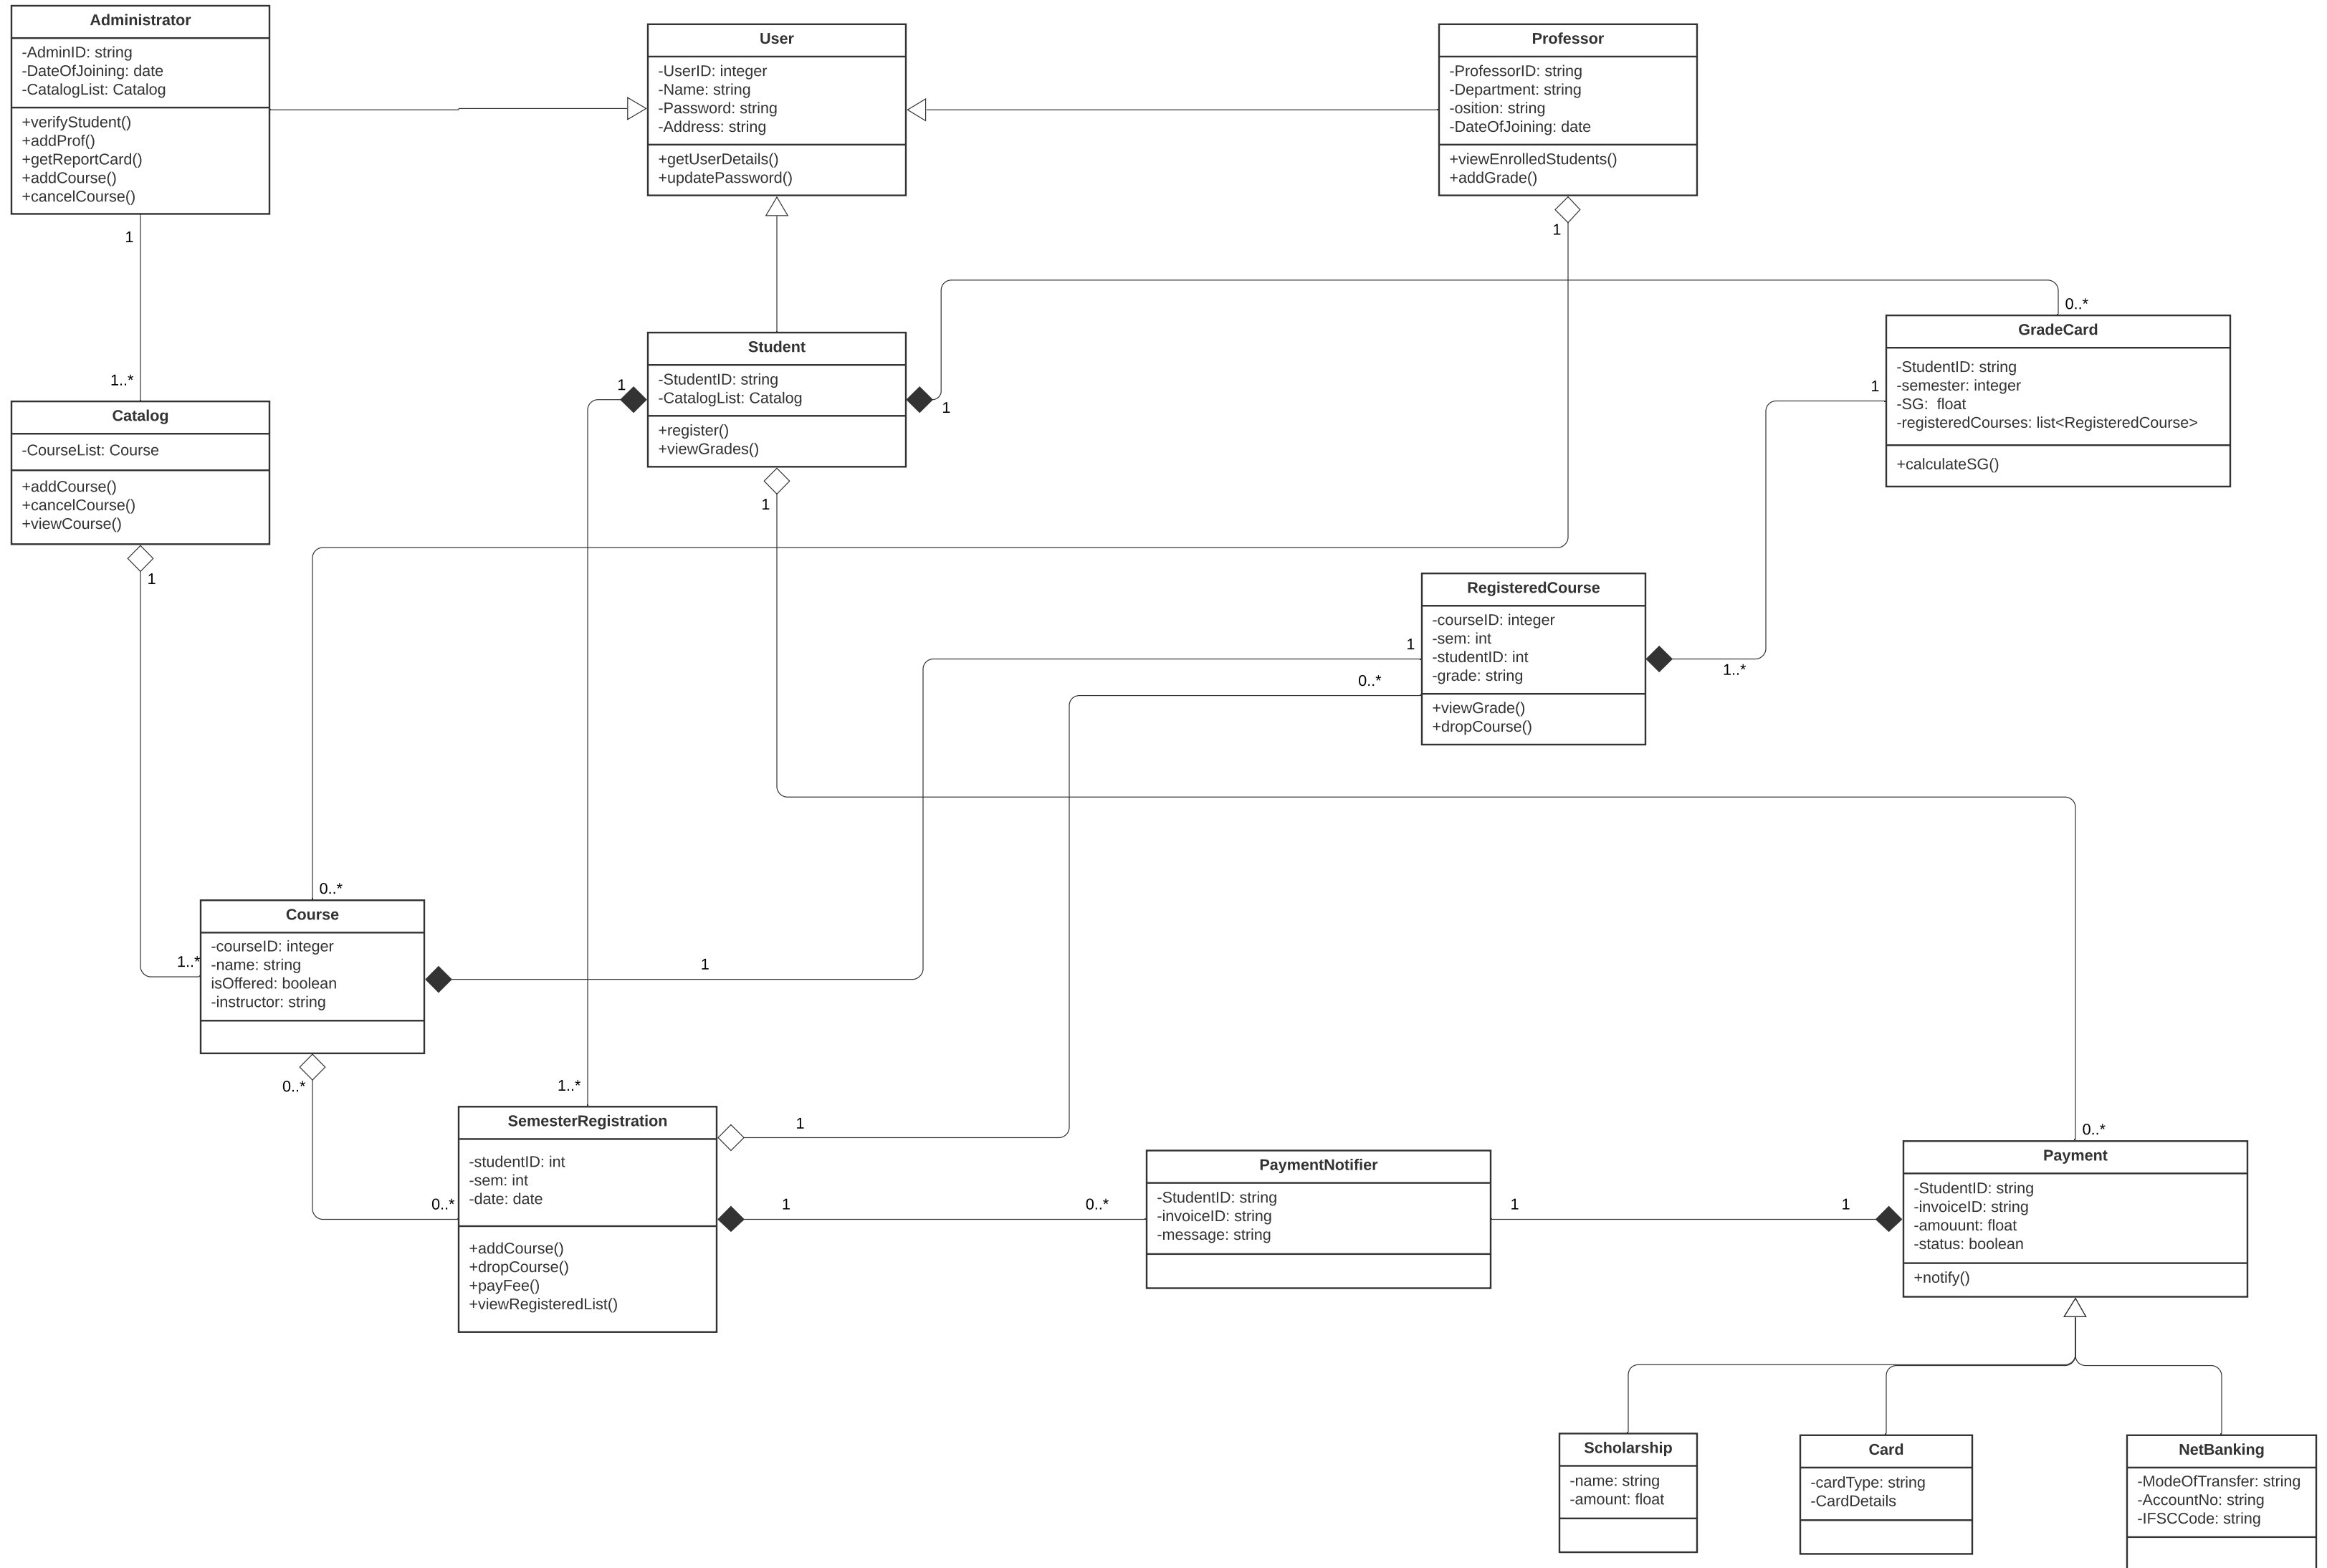 Administrator
-AdminID: string
-DateOfJoining: date
-CatalogList: Catalog
+verifyStudent()
+addProf()
+getReportCard()
+addCourse()
+cancelCourse()
User
-UserID: integer
-Name: string
-Password: string
-Address: string
+getUserDetails()
+updatePassword()
Professor
-ProfessorID: string
-Department: string
-osition: string
-DateOfJoining: date
+viewEnrolledStudents()
+addGrade()
1
1
0..*
Student
-StudentID: string
-CatalogList: Catalog
+register()
+viewGrades()
1
1
1
GradeCard
-StudentID: string
-semester: integer
-SG:  float
-registeredCourses: list<RegisteredCourse>
+calculateSG()
1
1..*
Catalog
-CourseList: Course
+addCourse()
+cancelCourse()
+viewCourse()
1
RegisteredCourse
-courseID: integer
-sem: int
-studentID: int
-grade: string
+viewGrade()
+dropCourse()
1
0..*
1..*
0..*
1..*
Course
-courseID: integer
-name: string
isOffered: boolean
-instructor: string
1
0..*
1..*
0..*
SemesterRegistration
-studentID: int
-sem: int
-date: date
+addCourse()
+dropCourse()
+payFee()
+viewRegisteredList()
1
1
0..*
PaymentNotifier
-StudentID: string
-invoiceID: string
-message: string
1
1
0..*
Payment
-StudentID: string
-invoiceID: string
-amouunt: float
-status: boolean
+notify()
Scholarship
-name: string
-amount: float
Card
-cardType: string
-CardDetails
NetBanking
-ModeOfTransfer: string
-AccountNo: string
-IFSCCode: string